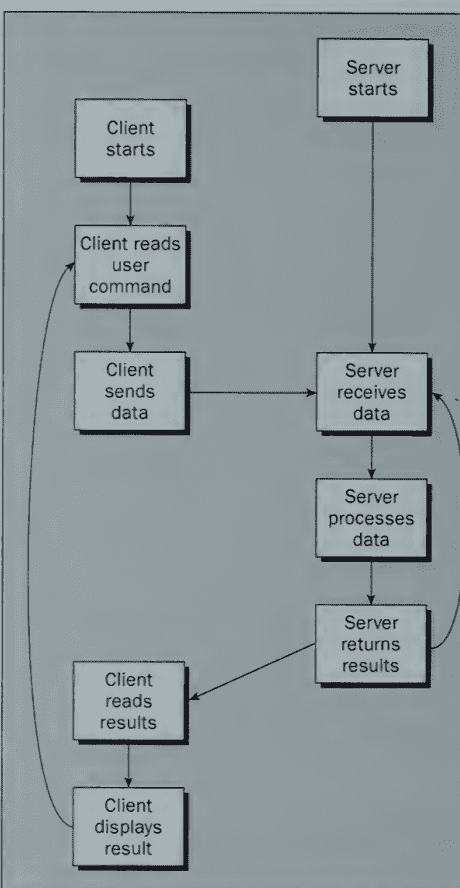 Server
starts
Client
starts
Client reads
user
command
Client
sends
data
Server
receives
data
Server
processes
data
Server
returns
results
Client
reads
results
Client
displays
result